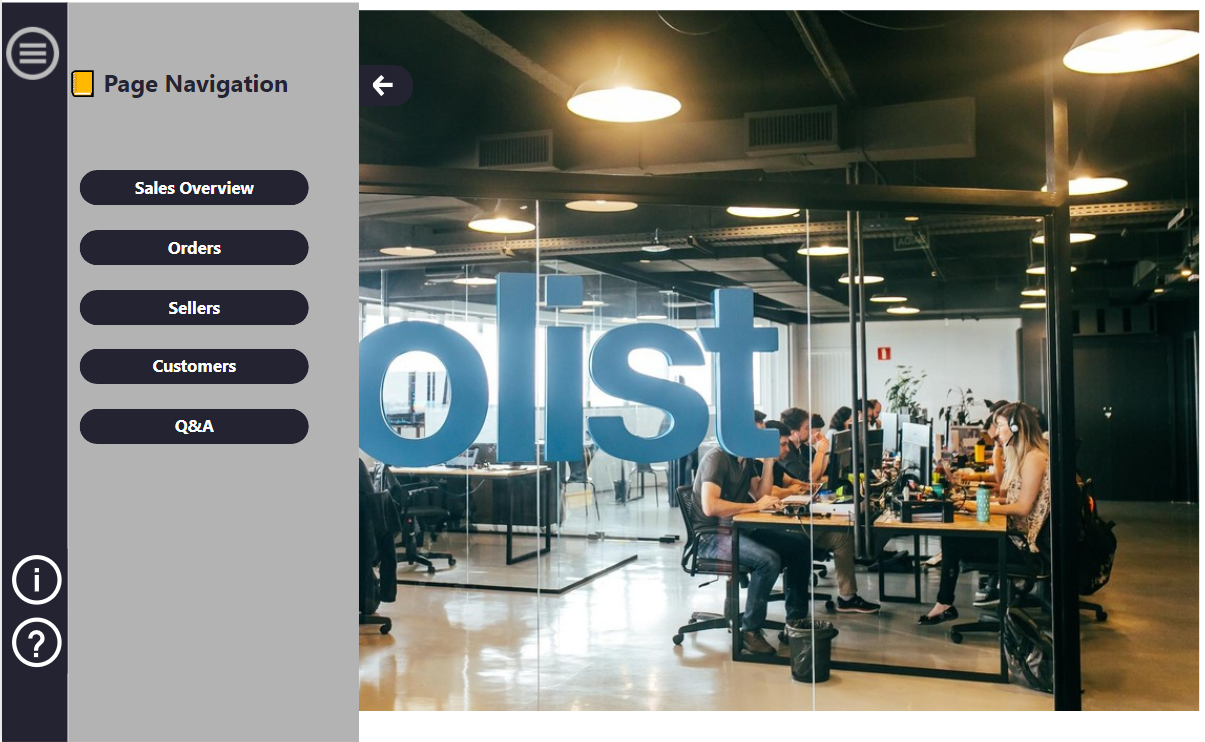 Page Navigation
Sales Overview
Orders
Sellers
Customers
Q&A
i
?
olist